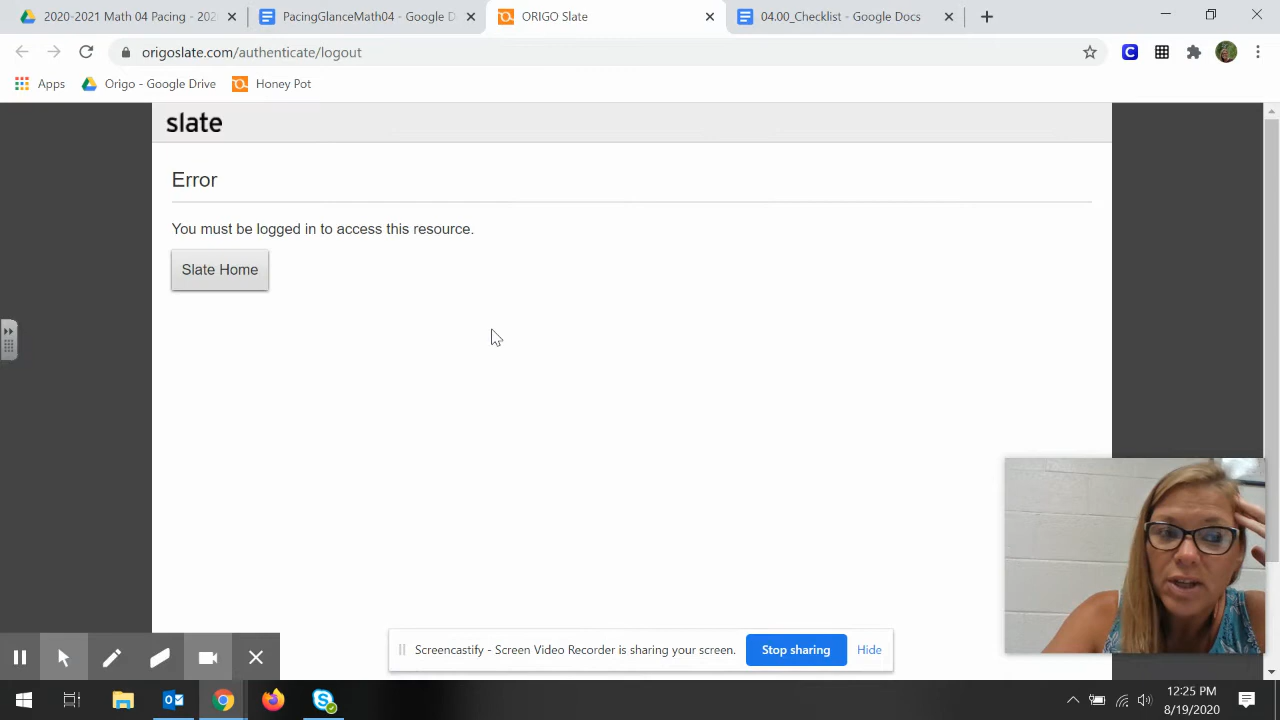 2020-2021 Math 04 Pacing - 202
PacingGlanceMath04 - Google D
ORIGO Slate
04.00_Checklist - Google Docs
origoslate.com/authenticate/logout
Apps
Origo - Google Drive
Honey Pot
slate
Error
You must be logged in to access this resource.
Slate Home
Screencastify - Screen Video Recorder is sharing your screen.
Stop sharing
Hide
12:25 PM
8/19/2020